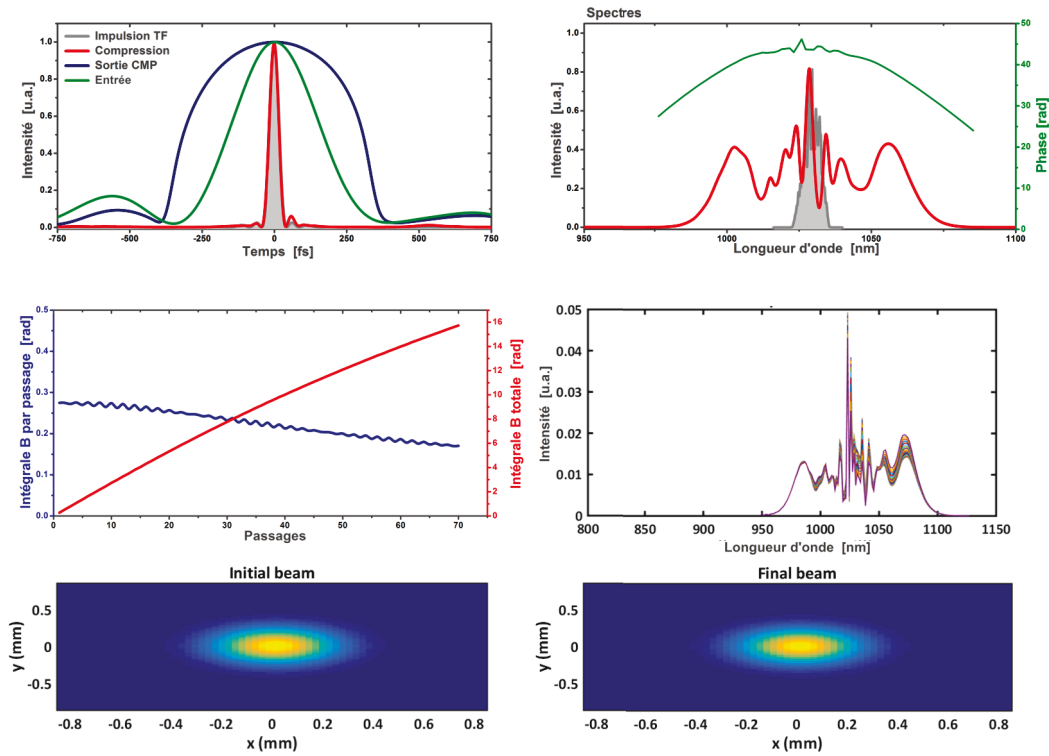 Impulsion TF
Compression
Sortie CMP
Entrée
1.0
0.8
0.6
0.4
0.2
0.0
Intensité [u.a.]
-750 -500 -250 0 250 500 750
Temps [fs]
Spectres
1.0
0.8
0.6
0.4
0.2
0.0
Intensité [u.a.]
50
45
40
35
30
25
20
15
10
5
0
Phase [rad]
950 1000 1050 1100
Longueur d'onde [nm]
0.5
0.4
0.3
0.2
0.1
0.0
Intégrale B par passage [rad]
16
14
12
10
8
6
4
2
0
Intégrale B totale [rad]
0 10 20 30 40 50 60 70
Passages
0.05
0.04
0.03
0.02
0.01
0
Intensité [u.a.]
800 850 900 950 1000 1050 1100 1150
Longueur d'onde [nm]
Initial beam
0.5
0
-0.5
y (mm)
-0.8 -0.6 -0.4 -0.2 0 0.2 0.4 0.6 0.8
x (mm)
Final beam
0.5
0
-0.5
y (mm)
-0.8 -0.6 -0.4 -0.2 0 0.2 0.4 0.6 0.8
x (mm)